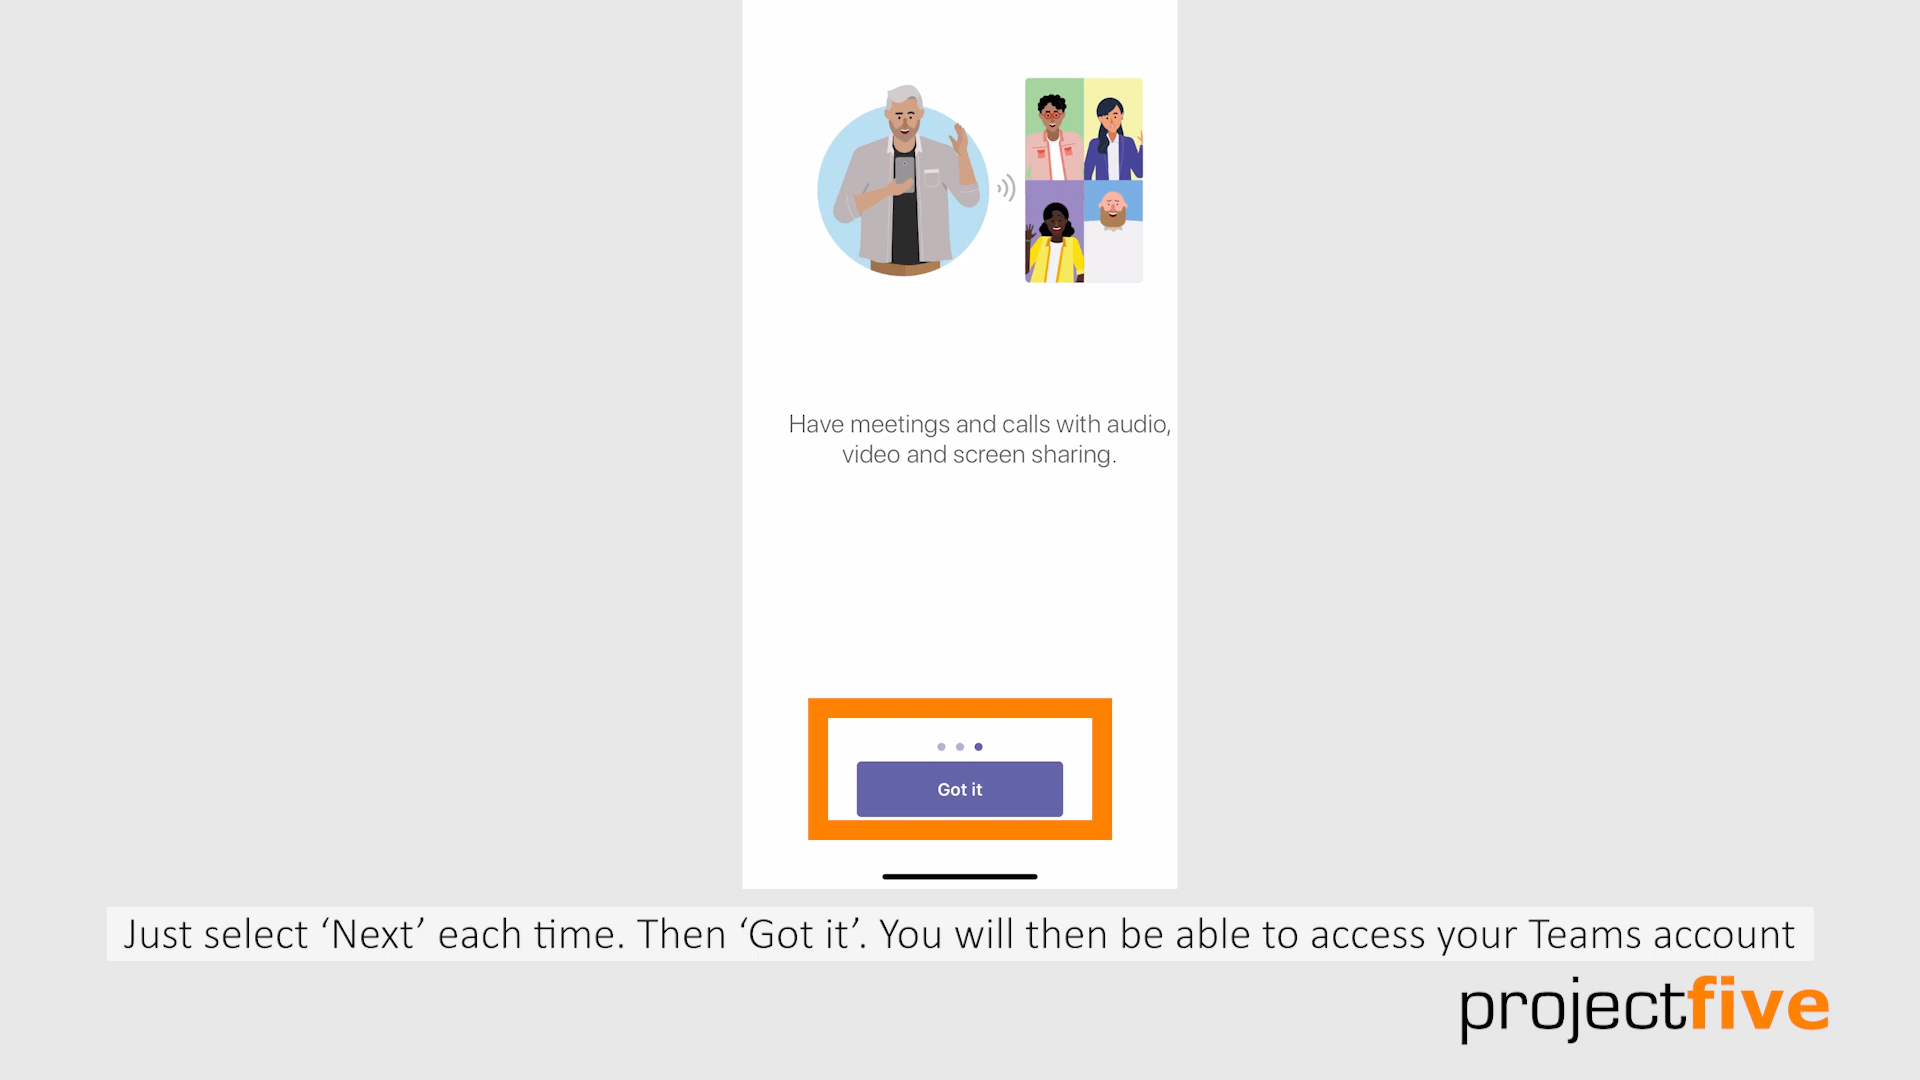 Have meetings and calls with audio,
video and screen sharing.
Got it
Just select ‘Next’ each time. Then ‘Got it’. You will then be able to access your Teams account
projectfive